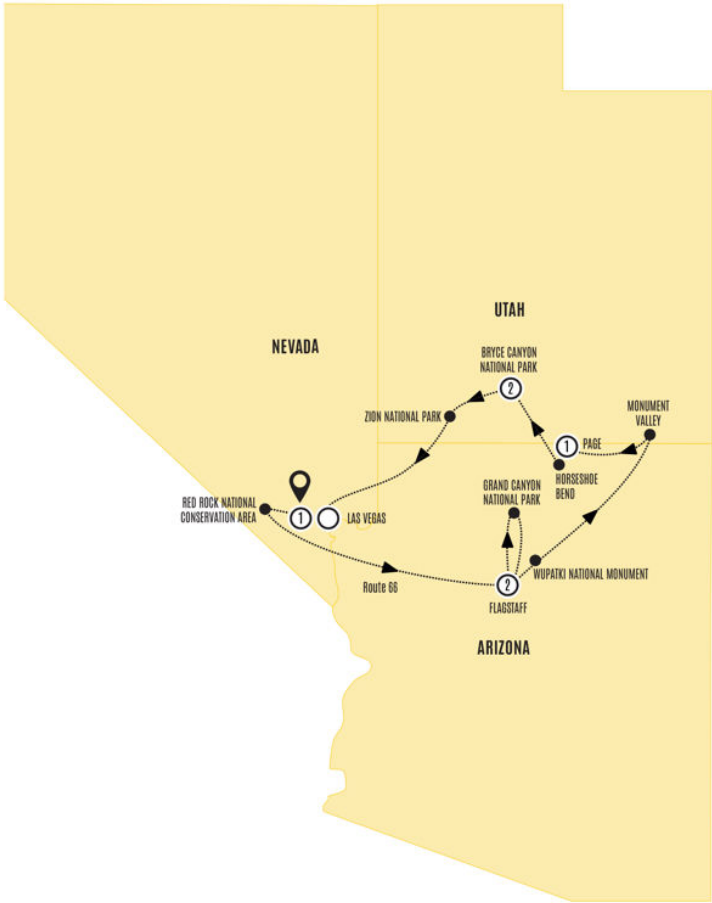 UTAH
NEVADA
BRYCE CANYON
NATIONAL PARK
2
ZION NATIONAL PARK
MONUMENT
VALLEY
1
PAGE
HORSESHOE
BEND
GRAND CANYON
NATIONAL PARK
RED ROCK NATIONAL
CONSERVATION AREA
1
LAS VEGAS
WUPATKI NATIONAL MONUMENT
Route 66
2
FLAGSTAFF
ARIZONA